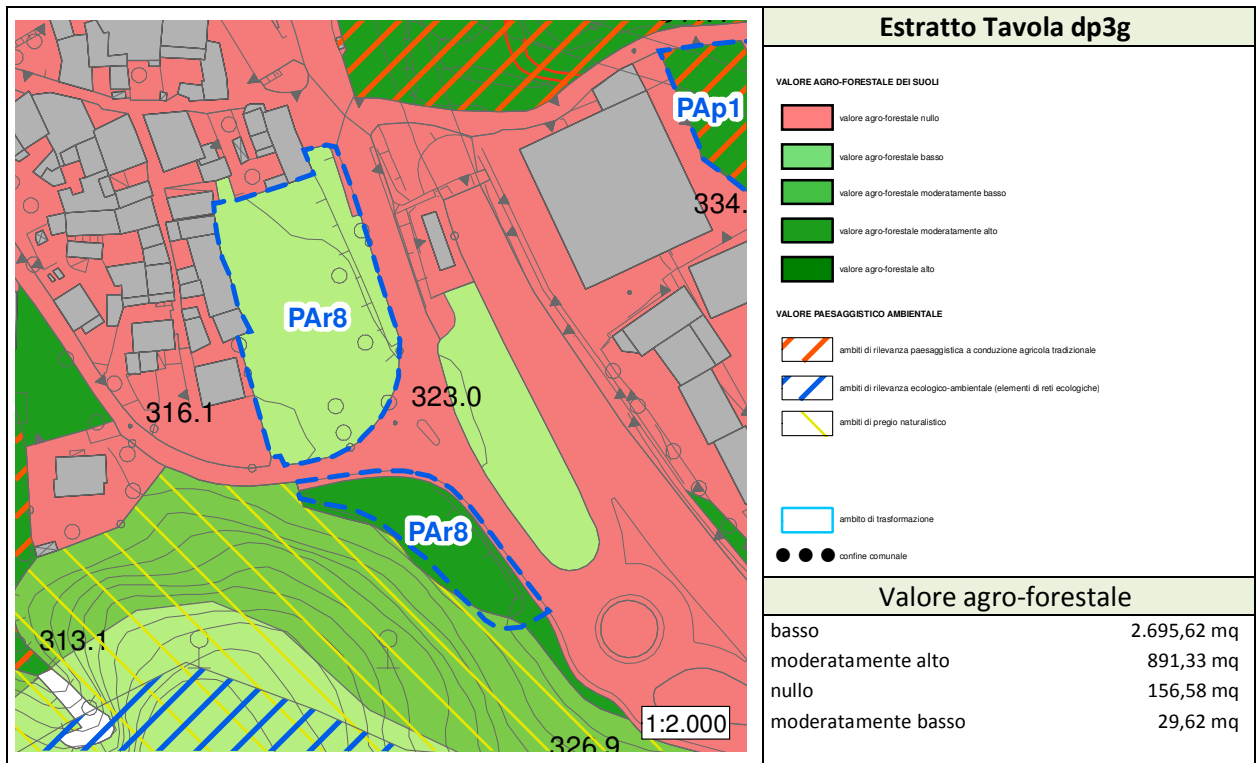 PAp1
334.
PAr8
316.1
323.0
PAr8
313.1
326.9
1:2.000
Estratto Tavola dp3g
VALORE AGRO-FORESTALE DEI SUOLI
valore agro-forestale nullo
valore agro-forestale basso
valore agro-forestale moderatamente basso
valore agro-forestale moderatamente alto
valore agro-forestale alto
VALORE PAESAGGISTICO AMBIENTALE
ambiti di rilevanza paesaggistica a conduzione agricola tradizionale
ambiti di rilevanza ecologico-ambientale (elementi di reti ecologiche)
ambiti di pregio naturalistico
ambito di trasformazione
confine comunale
Valore agro-forestale
basso 2.695,62 mq
moderatamente alto 891,33 mq
nullo 156,58 mq
moderatamente basso 29,62 mq